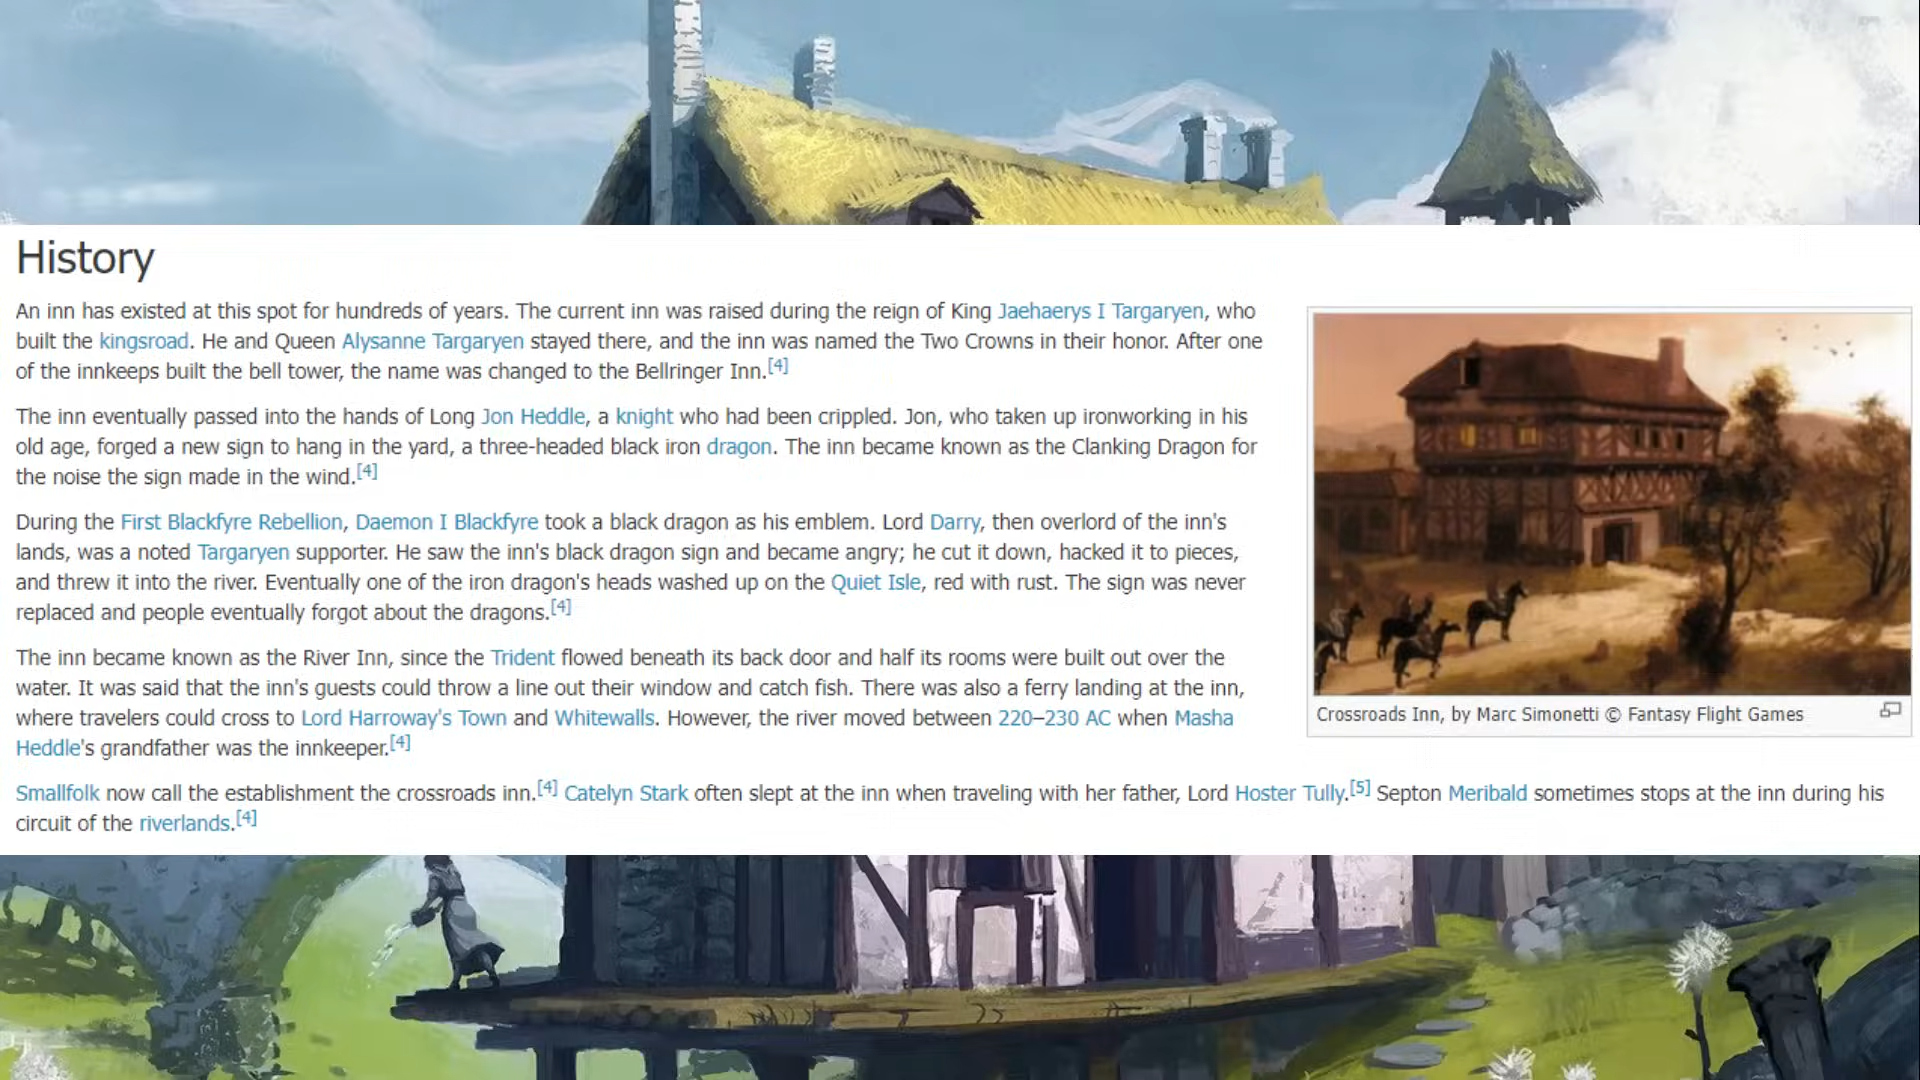 History
An inn has existed at this spot for hundreds of years. The current inn was raised during the reign of King Jaehaerys I Targaryen, who
built the kingsroad. He and Queen Alysanne Targaryen stayed there, and the inn was named the Two Crowns in their honor. After one
of the innkeeps built the bell tower, the name was changed to the Bellringer Inn.[4]
The inn eventually passed into the hands of Long Jon Heddle, a knight who had been crippled. Jon, who taken up ironworking in his
old age, forged a new sign to hang in the yard, a three-headed black iron dragon. The inn became known as the Clanking Dragon for
the noise the sign made in the wind.[4]
During the First Blackfyre Rebellion, Daemon I Blackfyre took a black dragon as his emblem. Lord Darry, then overlord of the inn's
lands, was a noted Targaryen supporter. He saw the inn's black dragon sign and became angry; he cut it down, hacked it to pieces,
and threw it into the river. Eventually one of the iron dragon's heads washed up on the Quiet Isle, red with rust. The sign was never
replaced and people eventually forgot about the dragons.[4]
The inn became known as the River Inn, since the Trident flowed beneath its back door and half its rooms were built out over the
water. It was said that the inn's guests could throw a line out their window and catch fish. There was also a ferry landing at the inn,
where travelers could cross to Lord Harroway's Town and Whitewalls. However, the river moved between 220–230 AC when Masha
Heddle's grandfather was the innkeeper.[4]
Smallfolk now call the establishment the crossroads inn.[4] Catelyn Stark often slept at the inn when traveling with her father, Lord Hoster Tully.[5] Septon Meribald sometimes stops at the inn during his
circuit of the riverlands.[4]
Crossroads Inn, by Marc Simonetti © Fantasy Flight Games